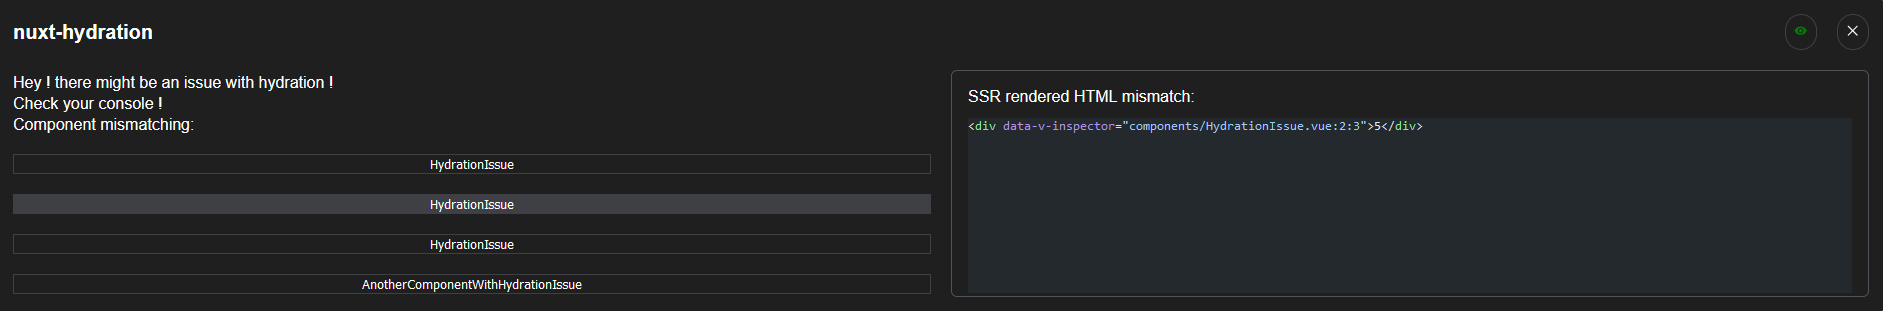 nuxt-hydration
Hey ! there might be an issue with hydration !
Check your console !
Component mismatching:
HydrationIssue
HydrationIssue
HydrationIssue
AnotherComponentWithHydrationIssue
SSR rendered HTML mismatch:
<div data-v-inspector="components/HydrationIssue.vue:2:3">5</div>